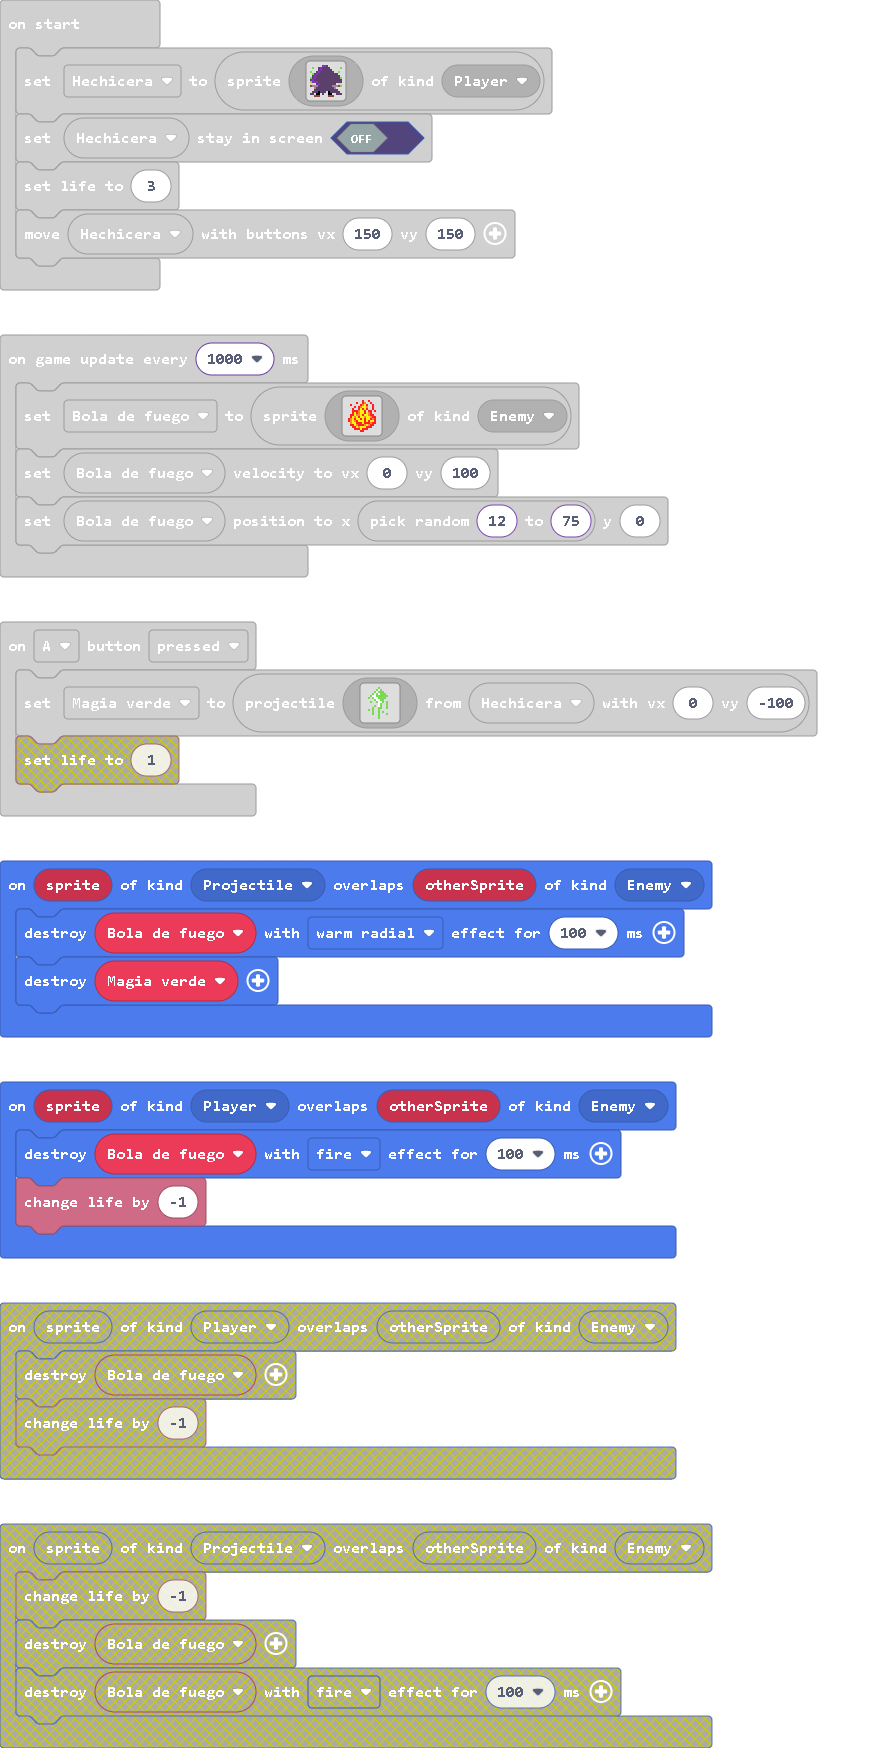 on start
set Hechicera to sprite of kind Player
set Hechicera stay in screen OFF
set life to 3
move Hechicera with buttons vx 150 vy 150
on game update every 1000 ms
set Bola de fuego to sprite of kind Enemy
set Bola de fuego velocity to vx 0 vy 100
set Bola de fuego position to x pick random 12 to 75 y 0
on A button pressed
set Magia verde to projectile from Hechicera with vx 0 vy -100
set life to 1
on sprite of kind Projectile overlaps otherSprite of kind Enemy
destroy Bola de fuego with warm radial effect for 100 ms
destroy Magia verde
on sprite of kind Player overlaps otherSprite of kind Enemy
destroy Bola de fuego with fire effect for 100 ms
change life by -1
on sprite of kind Player overlaps otherSprite of kind Enemy
destroy Bola de fuego
change life by -1
on sprite of kind Projectile overlaps otherSprite of kind Enemy
change life by -1
destroy Bola de fuego
destroy Bola de fuego with fire effect for 100 ms